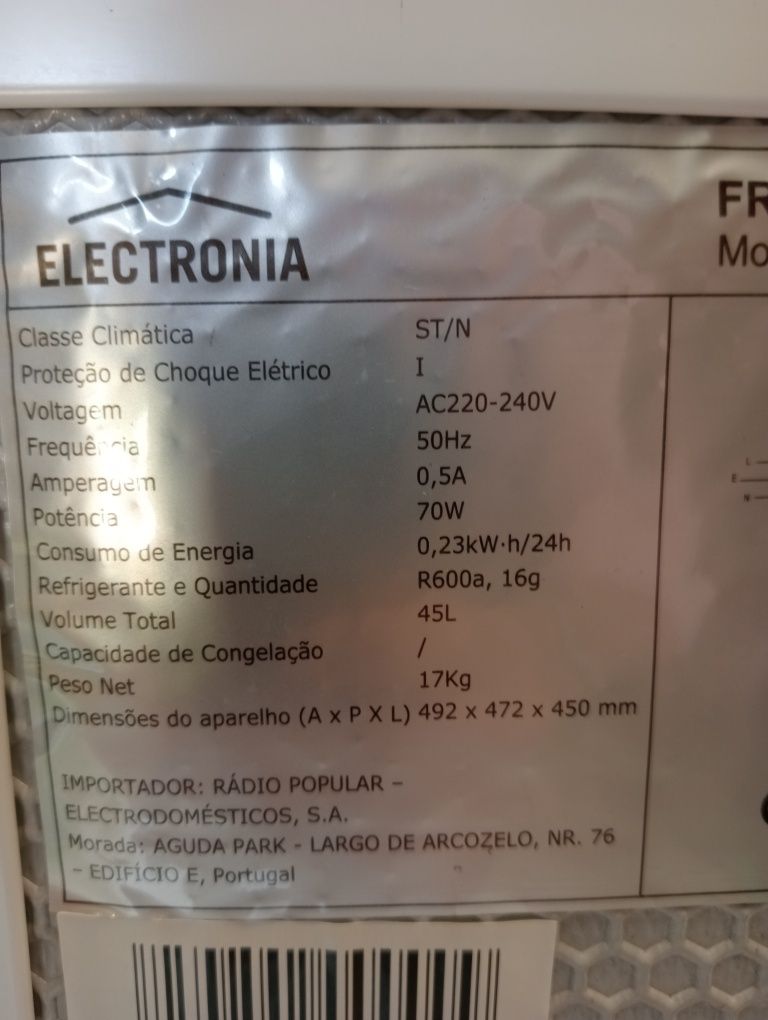 ELECTRONIA
FR
Mo
Classe Climática ST/N
Proteção de Choque Elétrico I
Voltagem AC220-240V
Frequência 50Hz
Amperagem 0,5A
Potência 70W
Consumo de Energia 0,23kW·h/24h
Refrigerante e Quantidade R600a, 16g
Volume Total 45L
Capacidade de Congelação /
Peso Net 17Kg
Dimensões do aparelho (A x P X L) 492 x 472 x 450 mm
L
E
N
IMPORTADOR: RÁDIO POPULAR –
ELECTRODOMÉSTICOS, S.A.
Morada: AGUDA PARK - LARGO DE ARCOZELO, NR. 76
- EDIFÍCIO E, Portugal